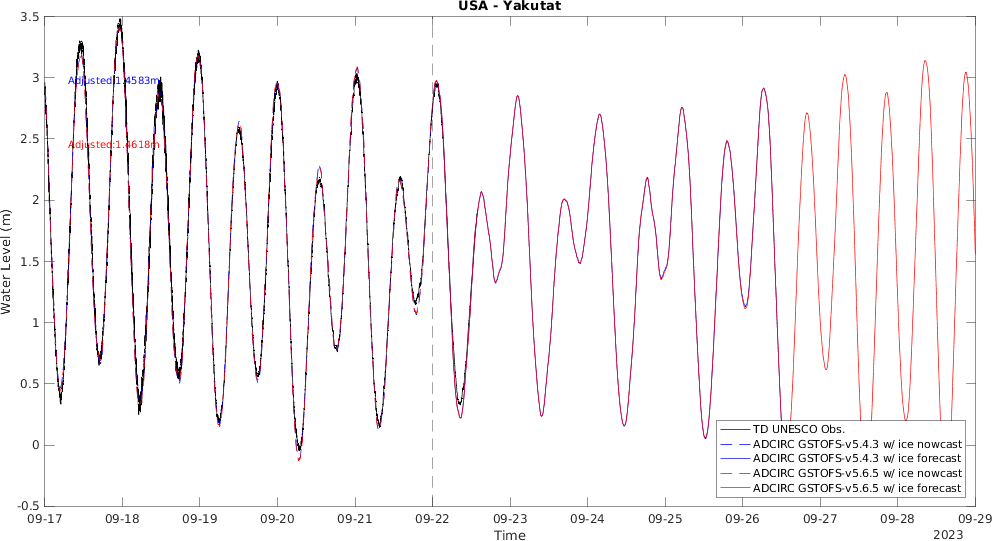 USA - Yakutat
3.5
3
2.5
2
1.5
1
0.5
0
-0.5
Water Level (m)
Adjusted:1.4583m
Adjusted:1.4618m
TD UNESCO Obs.
ADCIRC GSTOFS-v5.4.3 w/ ice nowcast
ADCIRC GSTOFS-v5.4.3 w/ ice forecast
ADCIRC GSTOFS-v5.6.5 w/ ice nowcast
ADCIRC GSTOFS-v5.6.5 w/ ice forecast
09-17 09-18 09-19 09-20 09-21 09-22 09-23 09-24 09-25 09-26 09-27 09-28 09-29
Time
2023